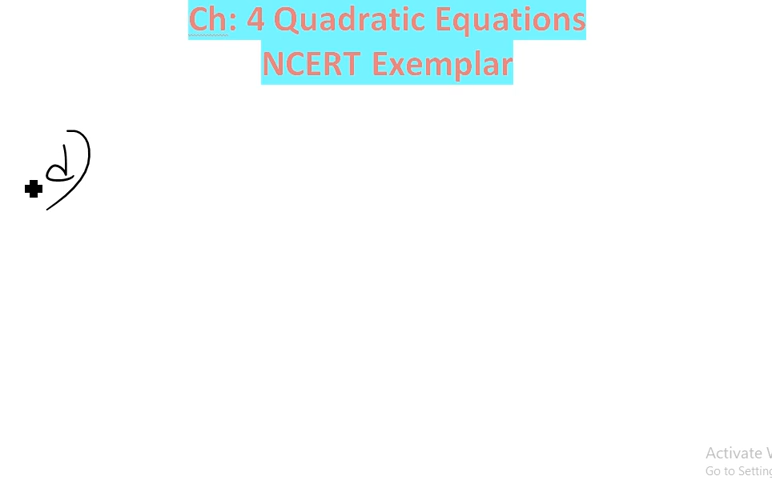 Ch: 4 Quadratic Equations
NCERT Exemplar
d)
Activate
Go to Setting